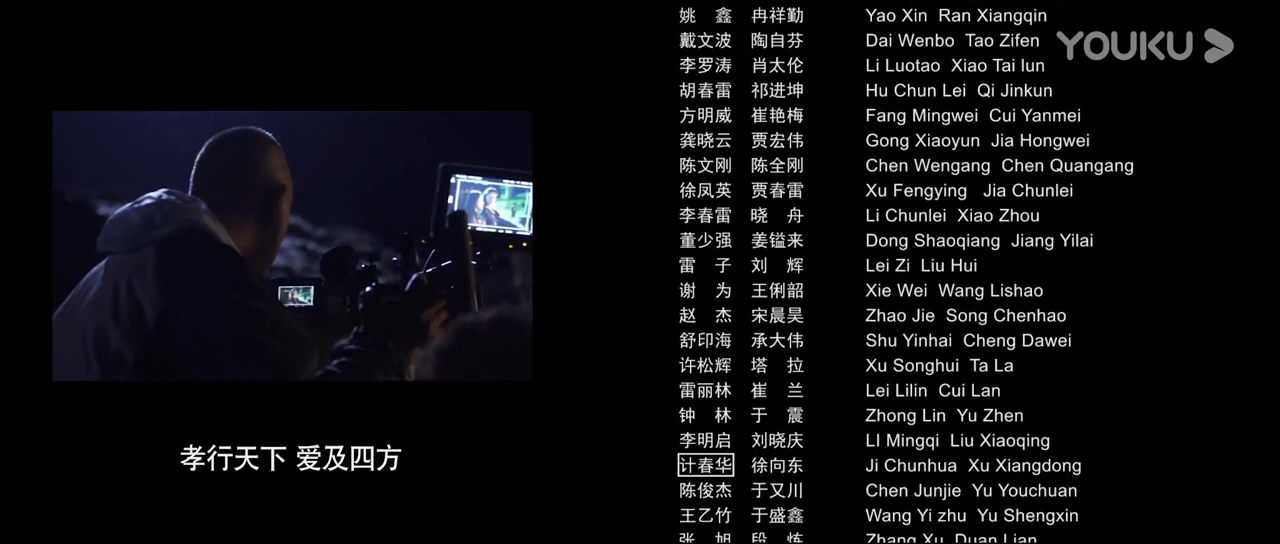 姚 鑫 冉祥勤 Yao Xin Ran Xiangqin
戴文波 陶自芬 Dai Wenbo Tao Zifen
YOUKU
李罗涛 肖太伦 Li Luotao Xiao Tai lun
胡春雷 祁进坤 Hu Chun Lei Qi Jinkun
方明威 崔艳梅 Fang Mingwei Cui Yanmei
龚晓云 贾宏伟 Gong Xiaoyun Jia Hongwei
陈文刚 陈全刚 Chen Wengang Chen Quangang
徐凤英 贾春雷 Xu Fengying Jia Chunlei
李春雷 晓 舟 Li Chunlei Xiao Zhou
董少强 姜镒来 Dong Shaoqiang Jiang Yilai
雷 子 刘 辉 Lei Zi Liu Hui
谢 为 王俐韶 Xie Wei Wang Lishao
赵 杰 宋晨昊 Zhao Jie Song Chenhao
舒印海 承大伟 Shu Yinhai Cheng Dawei
许松辉 塔 拉 Xu Songhui Ta La
雷丽林 崔 兰 Lei Lilin Cui Lan
钟 林 于 震 Zhong Lin Yu Zhen
李明启 刘晓庆 LI Mingqi Liu Xiaoqing
孝行天下 爱及四方
计春华 徐向东 Ji Chunhua Xu Xiangdong
陈俊杰 于又川 Chen Junjie Yu Youchuan
王乙竹 于盛鑫 Wang Yi zhu Yu Shengxin
张 旭 段 炼 Zhang Xu Duan Lian